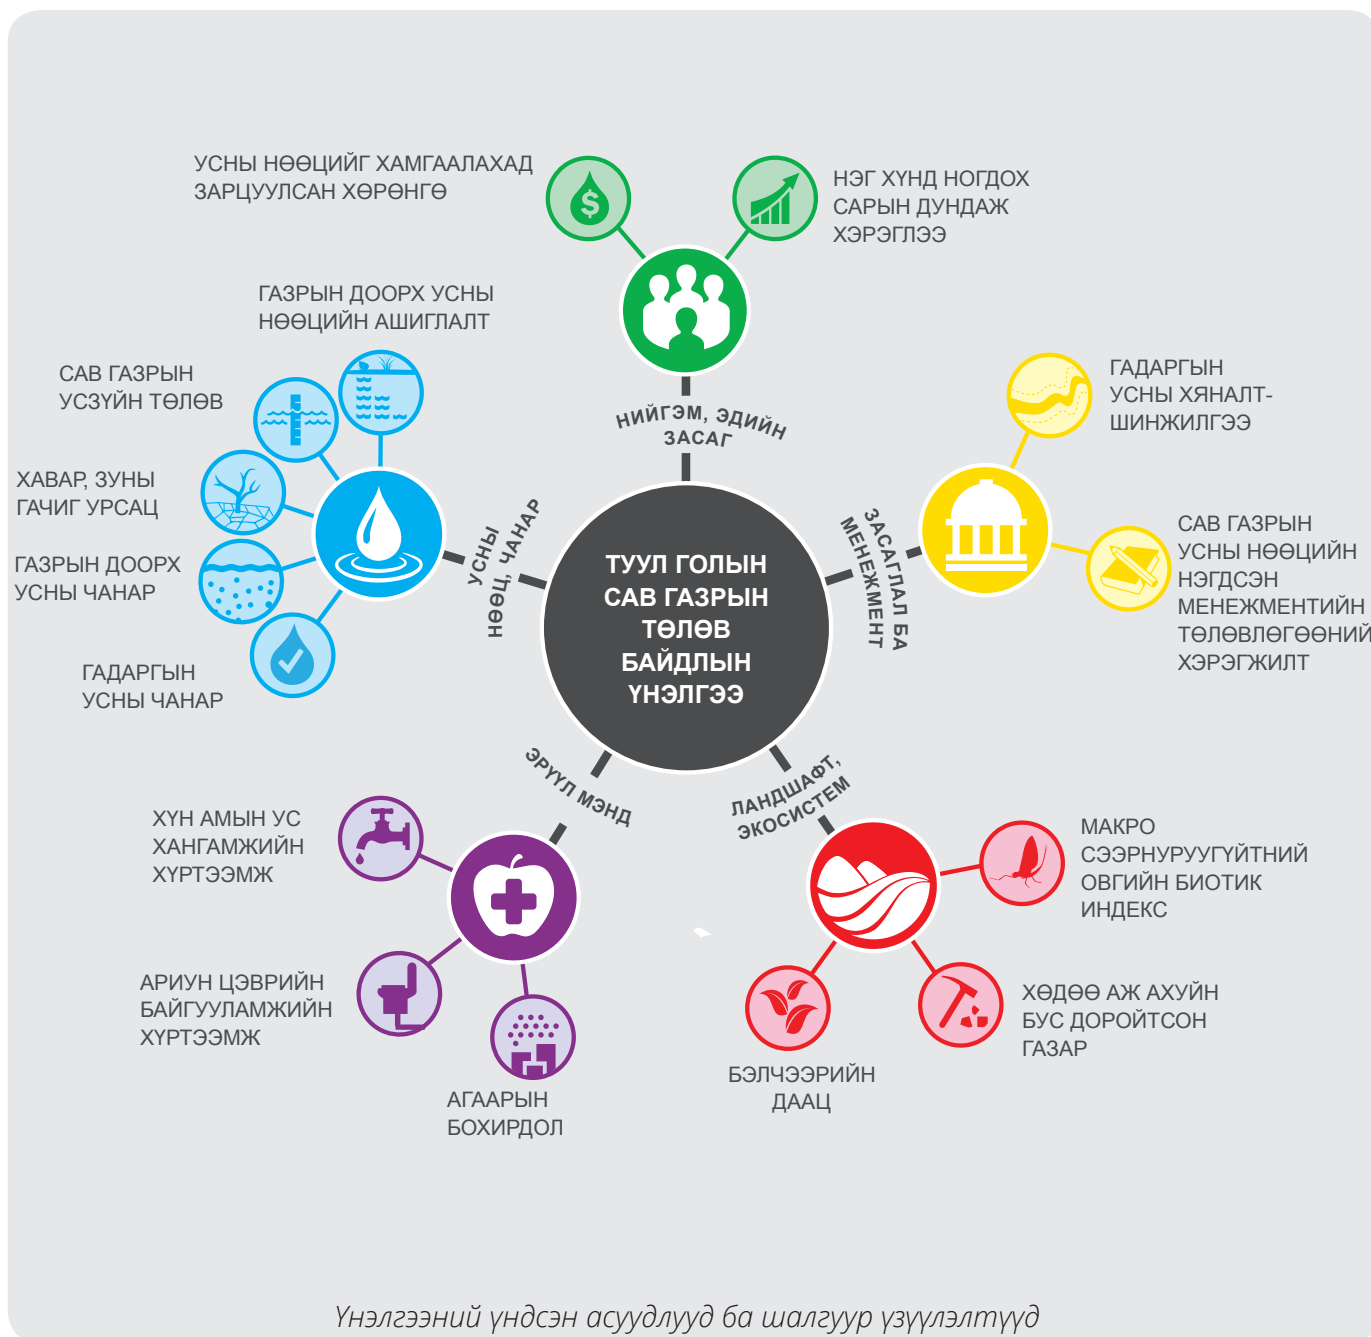 УСНЫ НӨӨЦИЙГ ХАМГААЛАХАД
ЗАРЦУУЛСАН ХӨРӨНГӨ
$
НЭГ ХҮНД НОГДОХ
САРЫН ДУНДАЖ
ХЭРЭГЛЭЭ
НИЙГЭМ, ЭДИЙН
ЗАСАГ
ГАЗРЫН ДООРХ УСНЫ
НӨӨЦИЙН АШИГЛАЛТ
САВ ГАЗРЫН
УСЗҮЙН ТӨЛӨВ
ХАВАР, ЗУНЫ
ГАЧИГ УРСАЦ
ГАЗРЫН ДООРХ
УСНЫ ЧАНАР
ГАДАРГЫН
УСНЫ ЧАНАР
УСНЫ
НӨӨЦ, ЧАНАР
ГАДАРГЫН
УСНЫ ХЯНАЛТ-
ШИНЖИЛГЭЭ
САВ ГАЗРЫН
УСНЫ НӨӨЦИЙН
НЭГДСЭН
МЕНЕЖМЕНТИЙН
ТӨЛӨВЛӨГӨӨНИЙ
ХЭРЭГЖИЛТ
ЗАСАГЛАЛ БА
МЕНЕЖМЕНТ
ТУУЛ ГОЛЫН
САВ ГАЗРЫН
ТӨЛӨВ
БАЙДЛЫН
ҮНЭЛГЭЭ
ЭРҮҮЛ МЭНД
ХҮН АМЫН УС
ХАНГАМЖИЙН
ХҮРТЭЭМЖ
АРИУН ЦЭВРИЙН
БАЙГУУЛАМЖИЙН
ХҮРТЭЭМЖ
АГААРЫН
БОХИРДОЛ
ЛАНДШАФТ,
ЭКОСИСТЕМ
МАКРО
СЭЭРНУРУУГҮЙТНИЙ
ОВГИЙН БИОТИК
ИНДЕКС
ХӨДӨӨ АЖ АХУЙН
БУС ДОРОЙТСОН
ГАЗАР
БЭЛЧЭЭРИЙН
ДААЦ
Үнэлгээний үндсэн асуудлууд ба шалгуур үзүүлэлтүүд